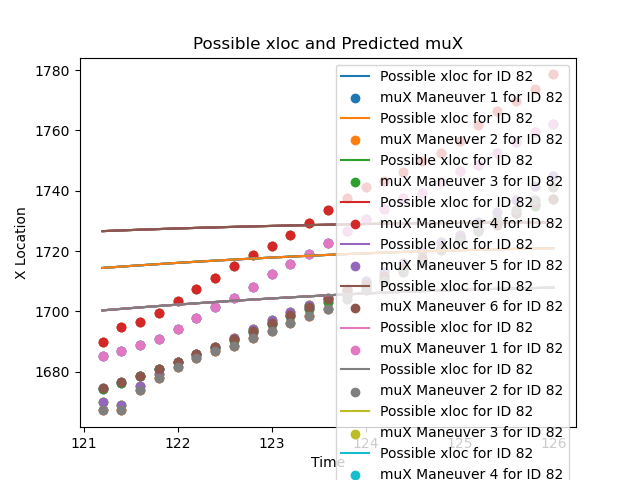 Possible xloc and Predicted muX
1780
1760
1740
1720
1700
1680
X Location
121
122
123
124
125
126
Time
Possible xloc for ID 82
muX Maneuver 1 for ID 82
Possible xloc for ID 82
muX Maneuver 2 for ID 82
Possible xloc for ID 82
muX Maneuver 3 for ID 82
Possible xloc for ID 82
muX Maneuver 4 for ID 82
Possible xloc for ID 82
muX Maneuver 5 for ID 82
Possible xloc for ID 82
muX Maneuver 6 for ID 82
Possible xloc for ID 82
muX Maneuver 1 for ID 82
Possible xloc for ID 82
muX Maneuver 2 for ID 82
Possible xloc for ID 82
muX Maneuver 3 for ID 82
Possible xloc for ID 82
muX Maneuver 4 for ID 82